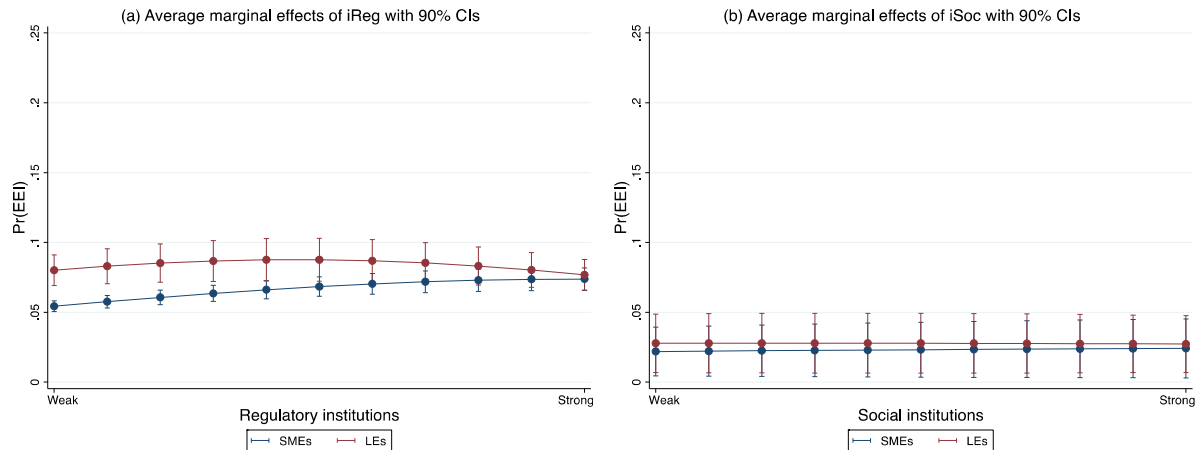 (a) Average marginal effects of iReg with 90% CIs
.25
.2
.15
.1
.05
0
Pr(EEI)
Weak
Strong
Regulatory institutions
SMEs
LEs
(b) Average marginal effects of iSoc with 90% CIs
.25
.2
.15
.1
.05
0
Pr(EEI)
Weak
Strong
Social institutions
SMEs
LEs